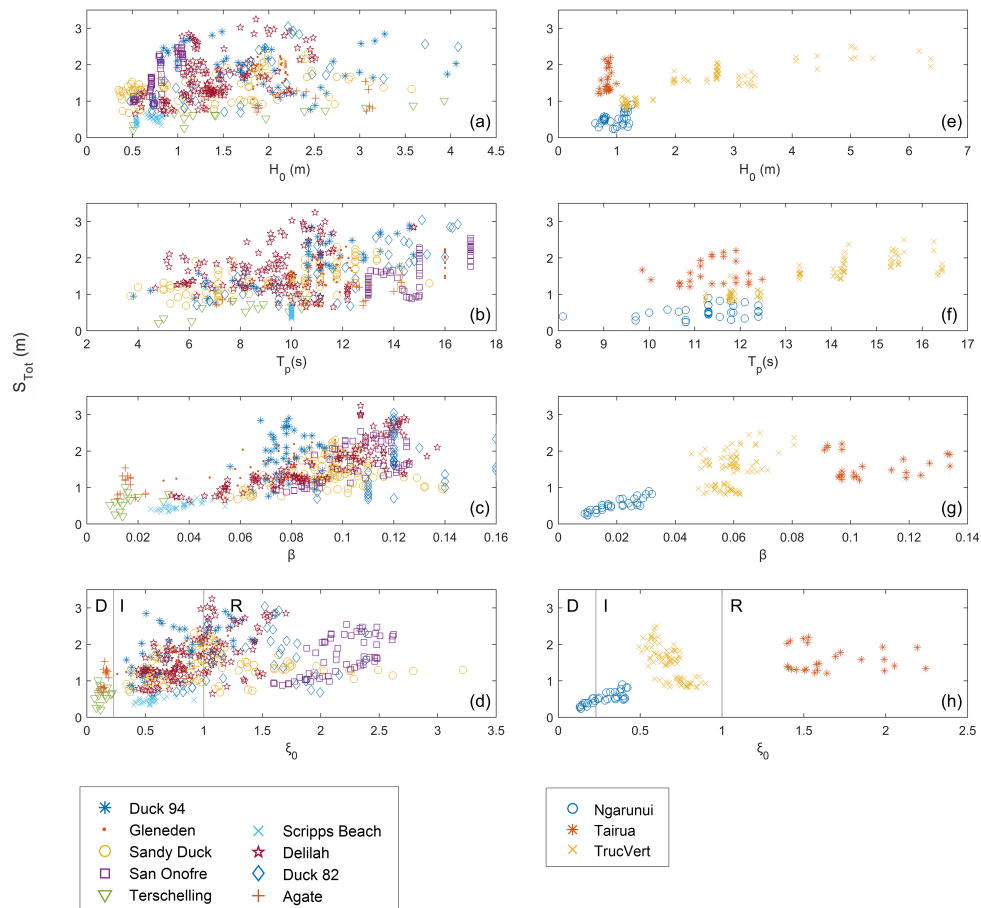 3
2
1
0
(a)
0 0.5 1 1.5 2 2.5 3 3.5 4 4.5
H0 (m)
3
2
1
0
(e)
0 1 2 3 4 5 6 7
H0 (m)
3
2
1
0
(b)
2 4 6 8 10 12 14 16 18
Tp(s)
3
2
1
0
(f)
8 9 10 11 12 13 14 15 16 17
Tp(s)
STot (m)
3
2
1
0
(c)
0 0.02 0.04 0.06 0.08 0.1 0.12 0.14 0.16
β
3
2
1
0
(g)
0 0.02 0.04 0.06 0.08 0.1 0.12 0.14
β
D I R
3
2
1
0
(d)
0 0.5 1 1.5 2 2.5 3 3.5
ξ0
D I R
3
2
1
0
(h)
0 0.5 1 1.5 2 2.5
ξ0
Duck 94
Gleneden
Sandy Duck
San Onofre
Terschelling
Scripps Beach
Delilah
Duck 82
Agate
Ngarunui
Tairua
TrucVert